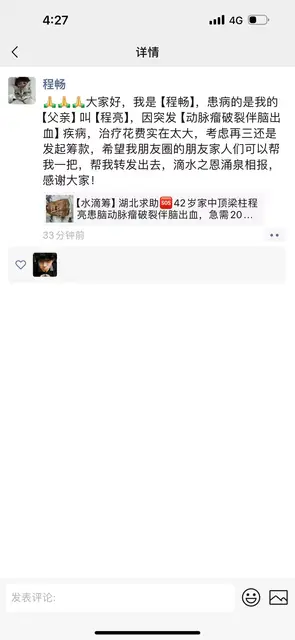 4:27
4G
详情
程畅
🙏🙏🙏大家好，我是【程畅】，患病的是我的
【父亲】叫【程亮】，因突发【动脉瘤破裂伴脑出
血】疾病，治疗花费实在太大，考虑再三还是
发起筹款，希望我朋友圈的朋友家人们可以帮
我一把，帮我转发出去，滴水之恩涌泉相报，
感谢大家！
【水滴筹】湖北求助🆘42岁家中顶梁柱程
亮患脑动脉瘤破裂伴脑出血，急需20...
33分钟前
发表评论: